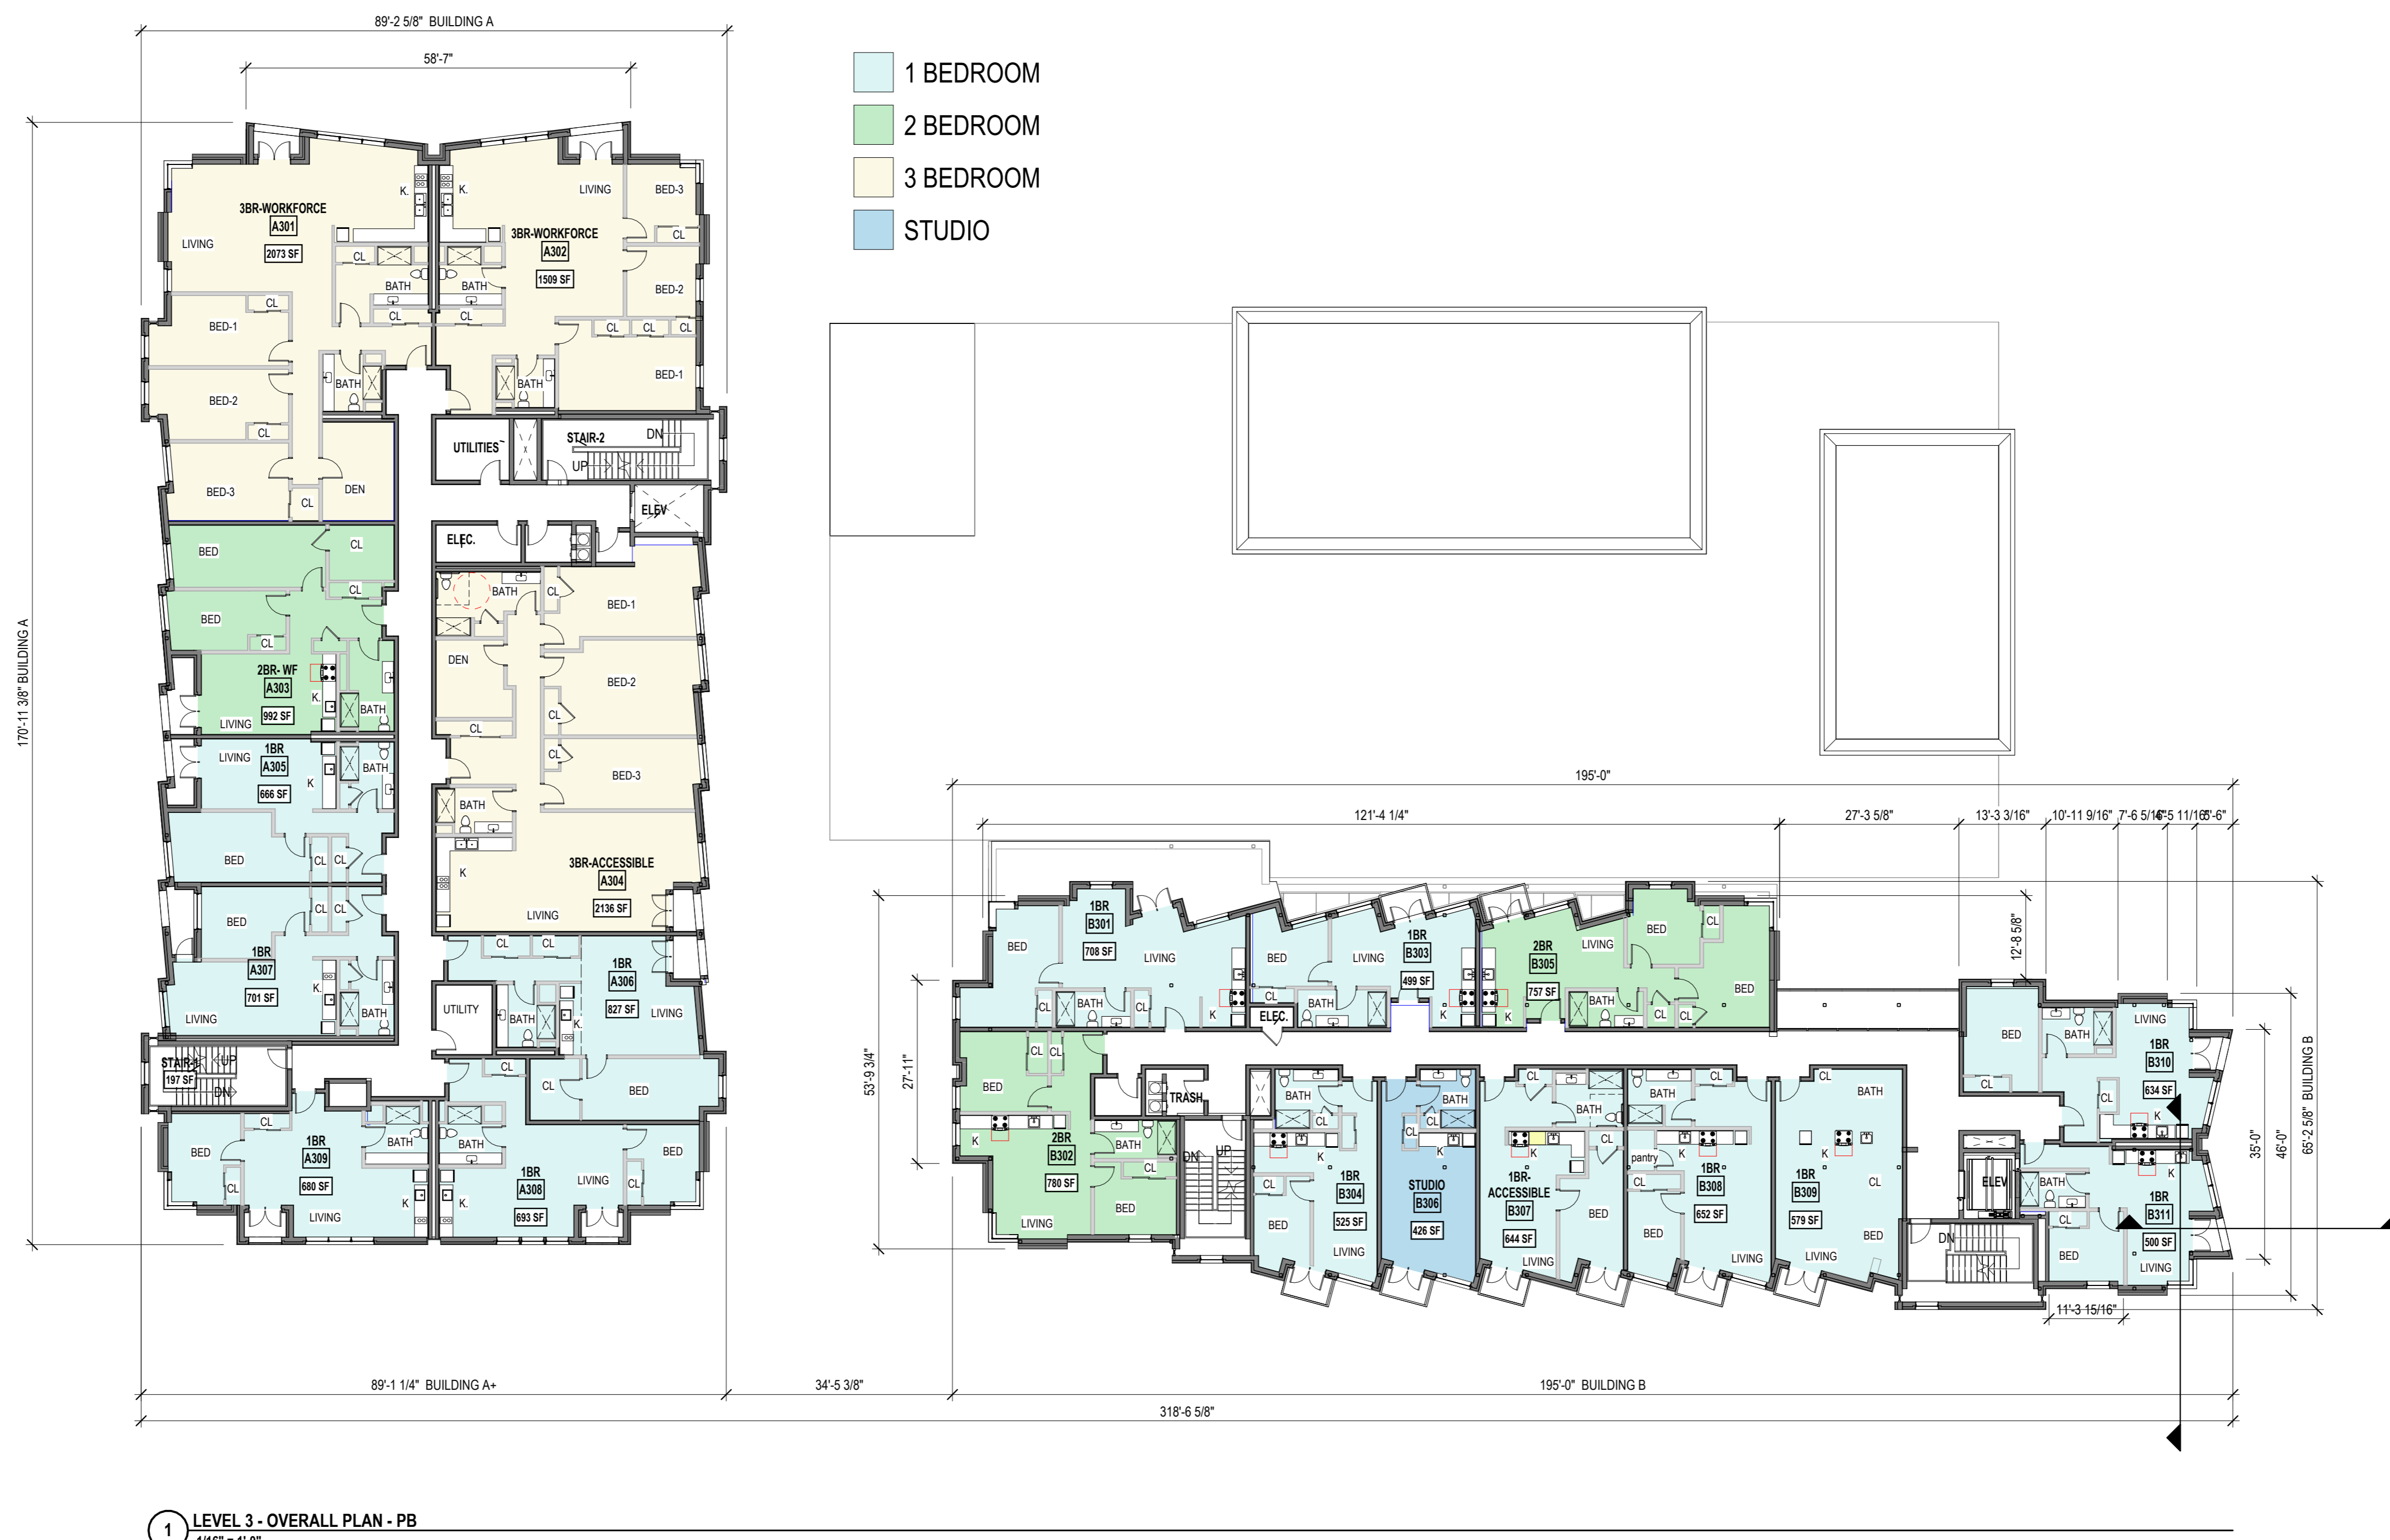 89'-2 5/8" BUILDING A
58'-7"
1 BEDROOM
2 BEDROOM
3 BEDROOM
STUDIO
170'-11 3/8" BUILDING A
3BR-WORKFORCE
A301
2073 SF
LIVING
K.
CL
BATH
CL
CL
BED-1
BED-2
CL
BATH
BED-3
CL
DEN
3BR-WORKFORCE
A302
1509 SF
K.
LIVING
BED-3
CL
BED-2
BATH
CL
CL
CL
CL
BED-1
BATH
UTILITIES
STAIR-2
DN
UP
ELEV
ELEC.
BED
CL
CL
BED
CL
2BR- WF
A303
992 SF
K.
LIVING
BATH
BATH
CL
BED-1
DEN
BED-2
CL
CL
CL
BED-3
BATH
K
3BR-ACCESSIBLE
A304
2136 SF
LIVING
LIVING
1BR
A305
666 SF
K
BATH
BED
CL
CL
BED
CL
CL
1BR
A307
701 SF
K.
LIVING
BATH
CL
CL
1BR
A306
827 SF
LIVING
UTILITY
BATH
K.
CL
CL
BED
STAIR-1
197 SF
UP
DN
CL
BED
CL
1BR
A309
680 SF
BATH
K.
LIVING
BATH
1BR
A308
693 SF
K.
LIVING
BED
CL
195'-0"
121'-4 1/4"
27'-3 5/8"
13'-3 3/16"
10'-11 9/16"
53'-9 3/4"
27'-11"
12'-8 5/8"
35'-0"
46'-0"
65'-2 5/8" BUILDING B
1BR
B301
708 SF
BED
LIVING
CL
BATH
CL
K
BED
LIVING
1BR
B303
499 SF
CL
BATH
K
ELEC.
2BR
B305
757 SF
LIVING
BED
CL
BED
K
BATH
CL
CL
CL
CL
BED
K
2BR
B302
780 SF
BATH
CL
LIVING
BED
TRASH
DN
UP
BATH
CL
K
CL
1BR
B304
525 SF
BED
LIVING
BATH
CL
CL
K
STUDIO
B306
426 SF
CL
BATH
CL
K
1BR-
ACCESSIBLE
B307
644 SF
BED
LIVING
BATH
CL
K
pantry
CL
1BR
B308
652 SF
BED
LIVING
CL
BATH
K
1BR
B309
579 SF
CL
BED
LIVING
BED
CL
BATH
LIVING
1BR
B310
634 SF
CL
K
ELEV
DN
BATH
K
CL
1BR
B311
500 SF
BED
LIVING
11'-3 15/16"
89'-1 1/4" BUILDING A+
34'-5 3/8"
195'-0" BUILDING B
318'-6 5/8"
1
LEVEL 3 - OVERALL PLAN - PB